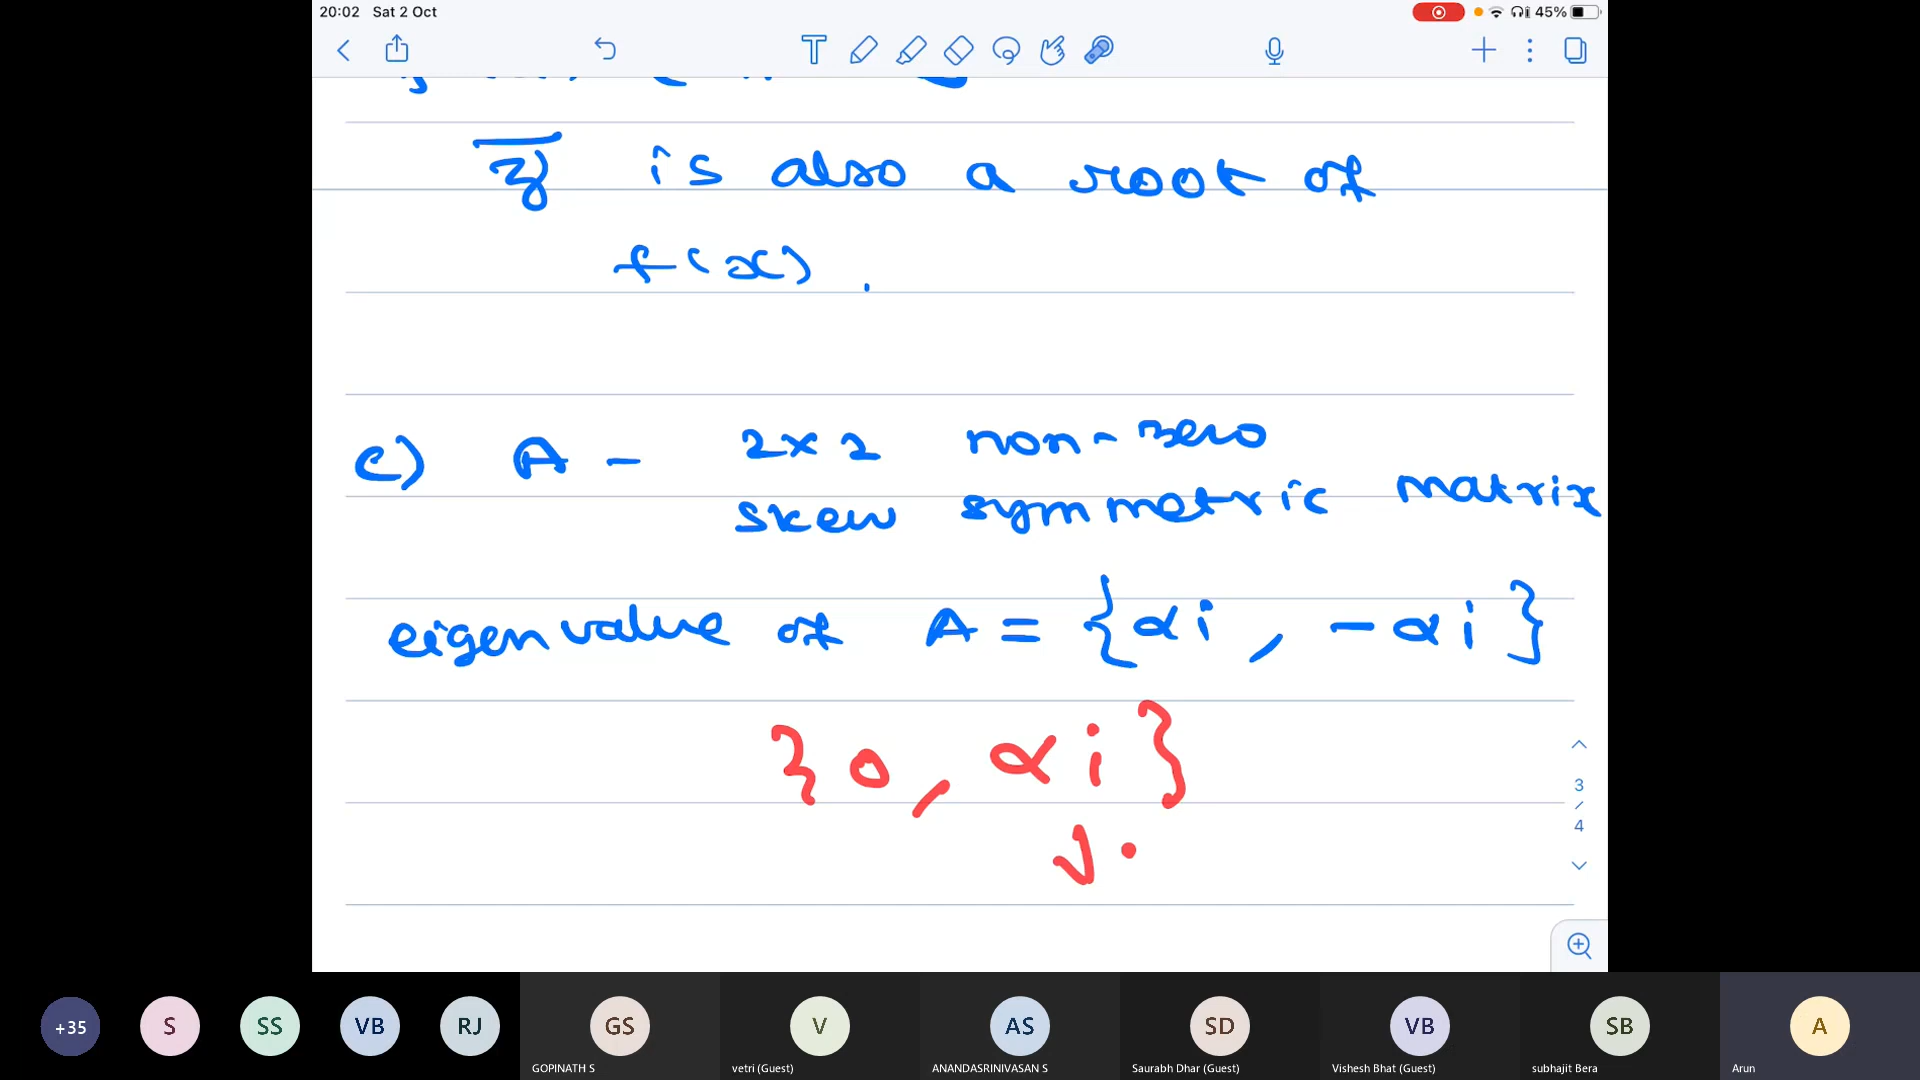 20:02 Sat 2 Oct
45%
z̄ is also a root of
f(x).
c) A - 2x2 non-zero
skew symmetric matrix
eigen value of A = {αi, -αi}
{0, αi}
3
/
4
+35 S SS VB RJ GS V AS SD VB SB A
GOPINATH S vetri (Guest) ANANDASRINIVASAN S Saurabh Dhar (Guest) Vishesh Bhat (Guest) subhajit Bera Arun